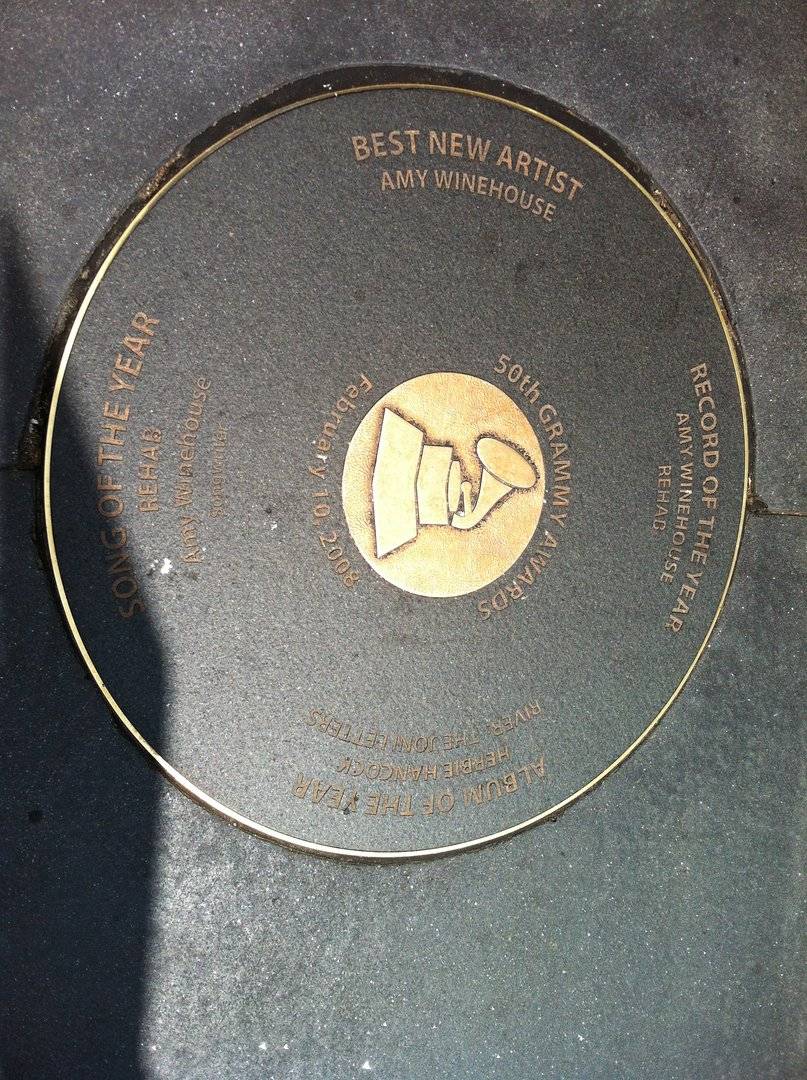 BEST NEW ARTIST
AMY WINEHOUSE
RECORD OF THE YEAR
AMY WINEHOUSE
REHAB
ALBUM OF THE YEAR
HERBIE HANCOCK
RIVER: THE JONI LETTERS
SONG OF THE YEAR
REHAB
Amy Winehouse
Songwriter
50th GRAMMY AWARDS
February 10, 2008